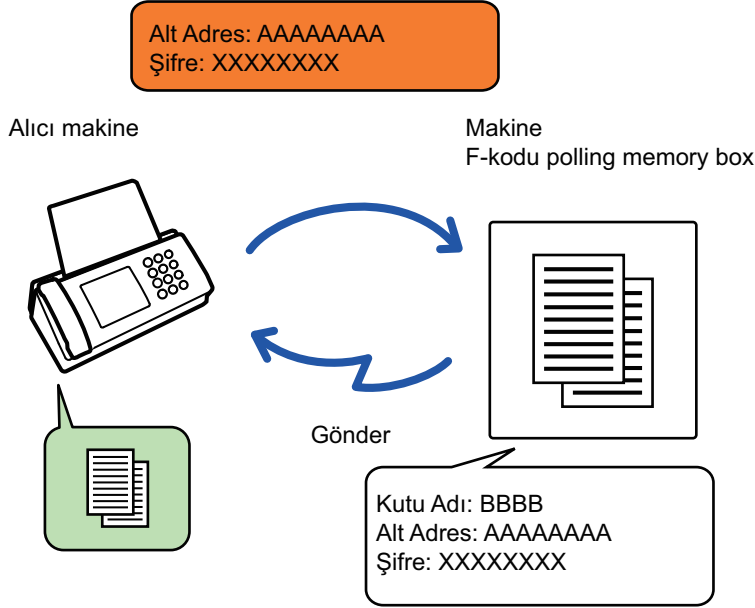 Alt Adres: AAAAAAAA
Şifre: XXXXXXXX
Alıcı makine
Makine
F-kodu polling memory box
Gönder
Kutu Adı: BBBB
Alt Adres: AAAAAAAA
Şifre: XXXXXXXX